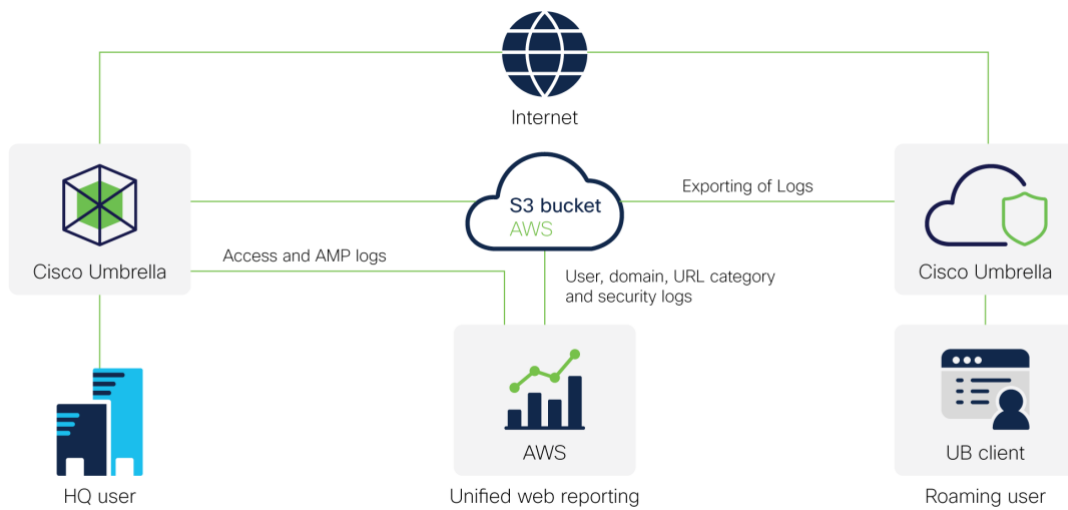 Internet
S3 bucket
AWS
Exporting of Logs
Cisco Umbrella
Access and AMP logs
User, domain, URL category
and security logs
Cisco Umbrella
AWS
UB client
HQ user
Unified web reporting
Roaming user